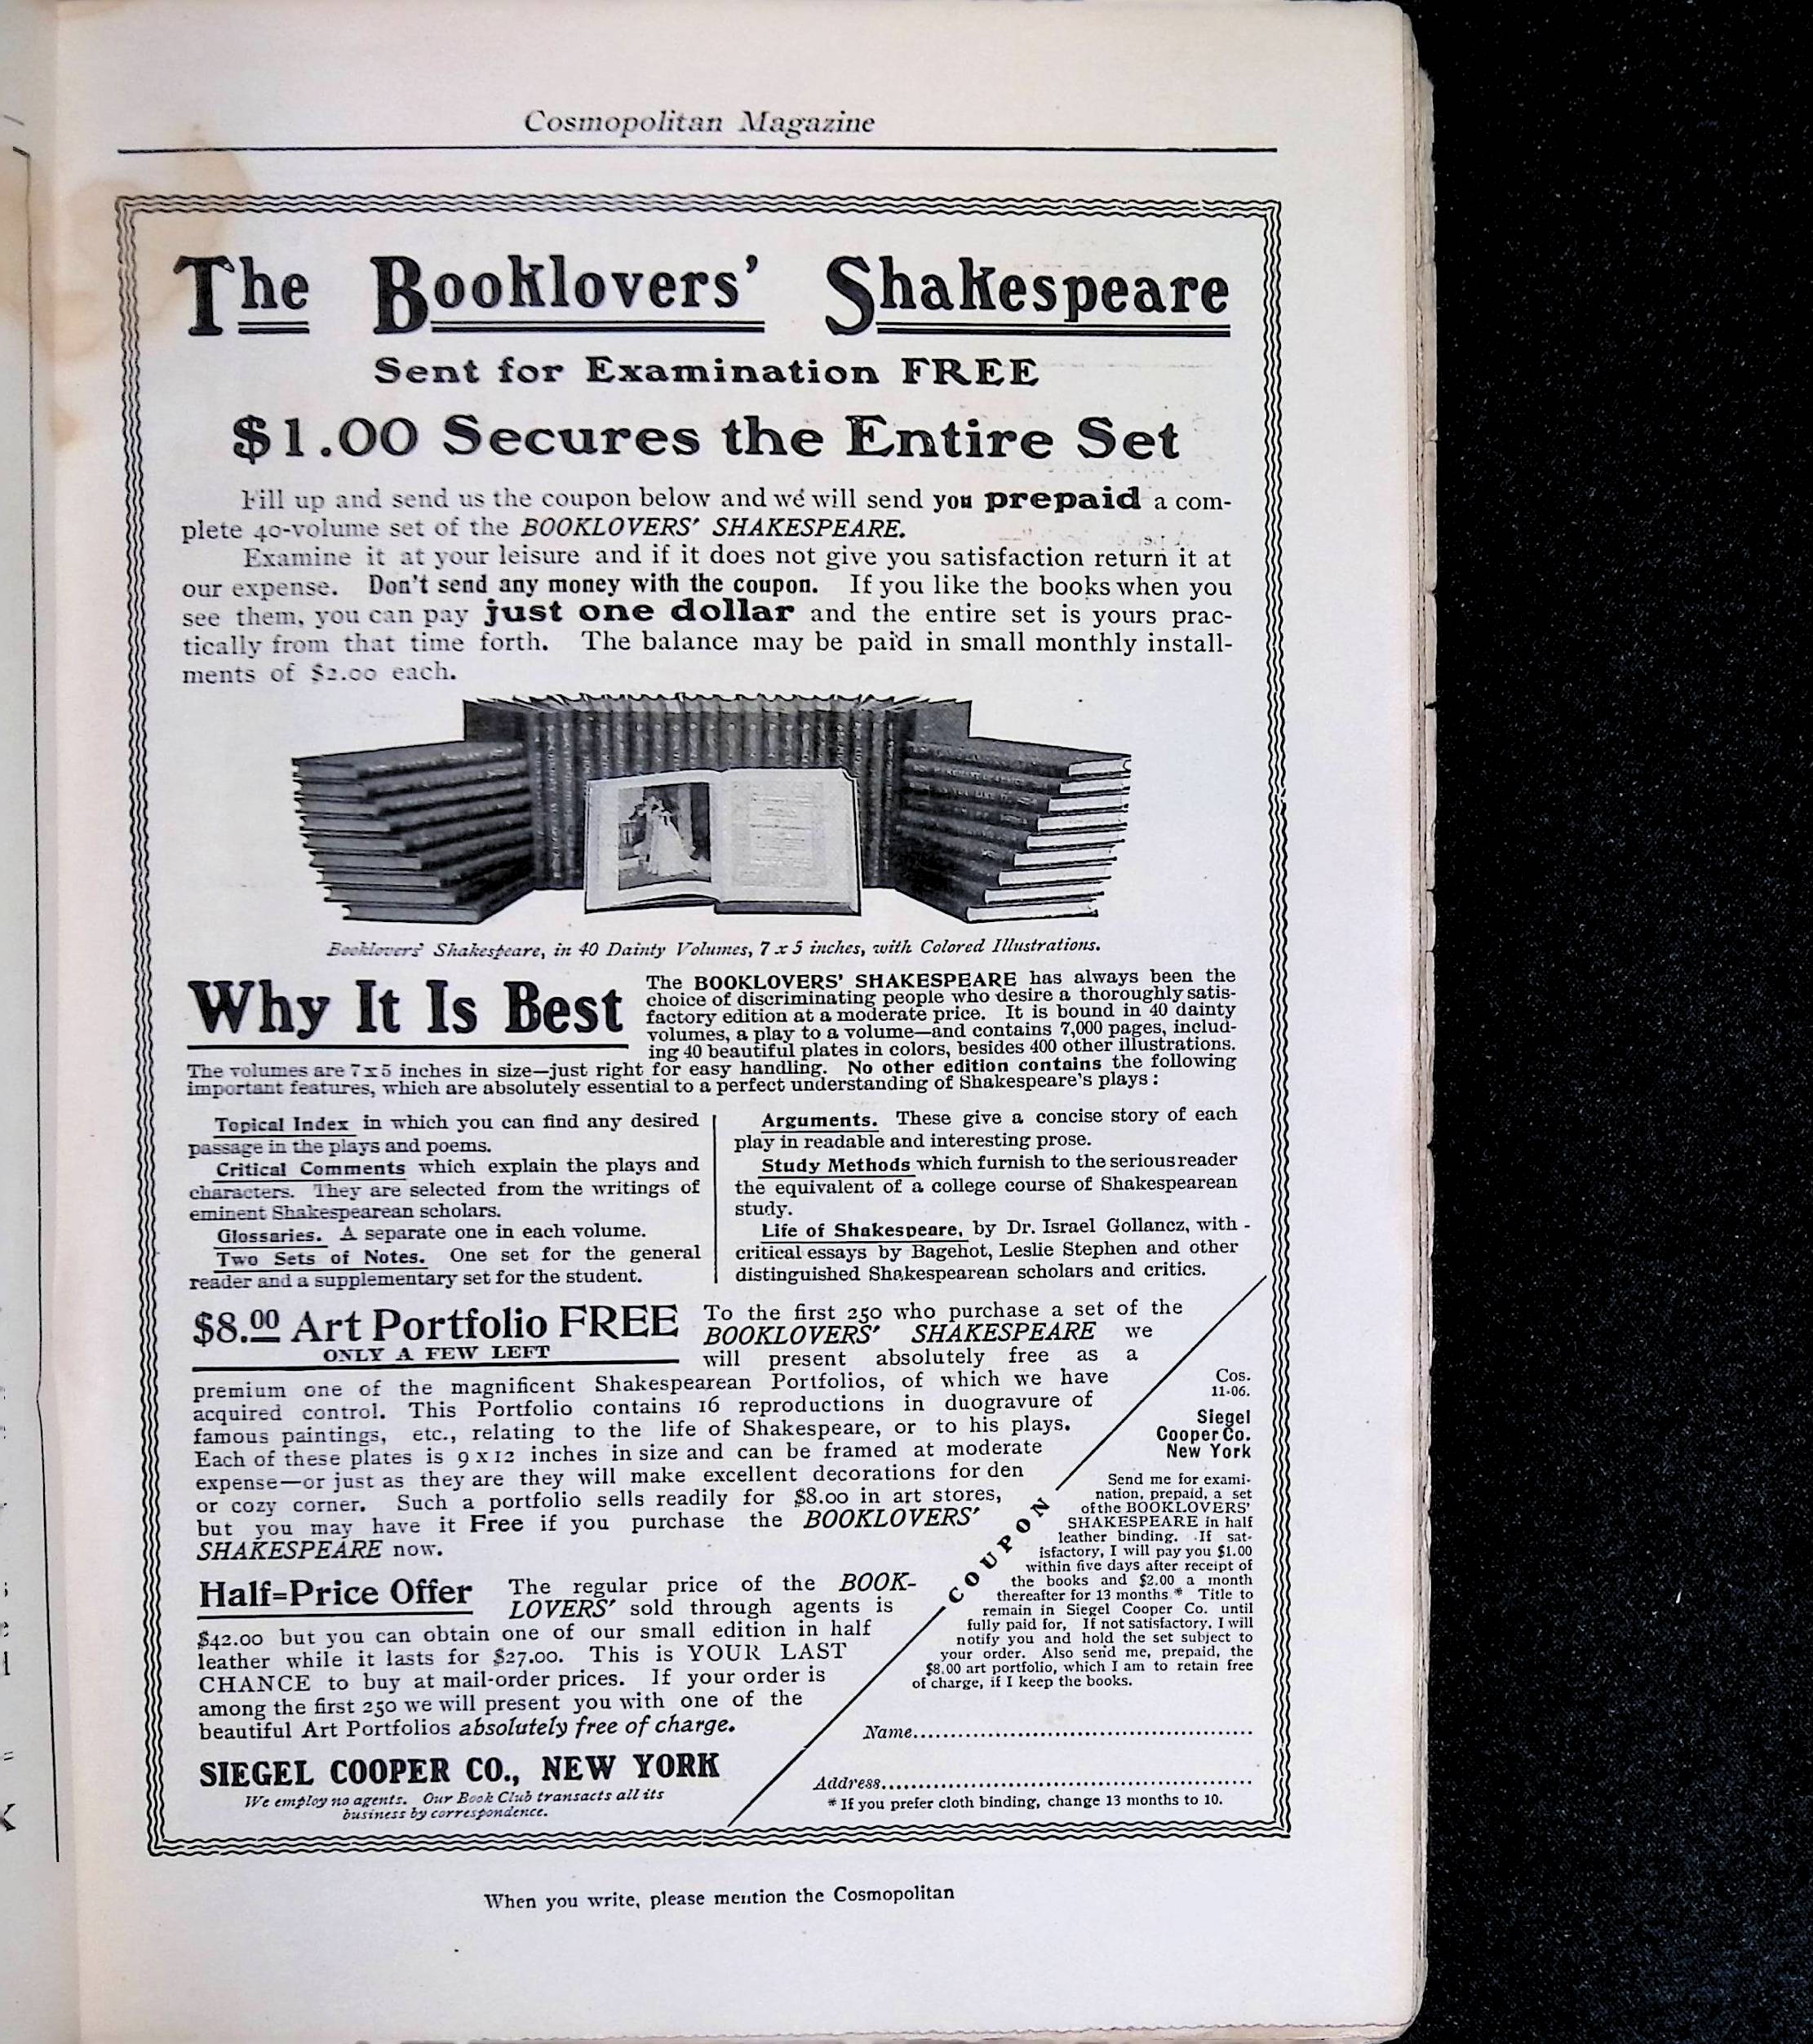 Cosmopolitan Magazine
The Booklovers' Shakespeare
Sent for Examination FREE
$1.00 Secures the Entire Set
Fill up and send us the coupon below and we will send you prepaid a com-
plete 40-volume set of the BOOKLOVERS' SHAKESPEARE.
Examine it at your leisure and if it does not give you satisfaction return it at
our expense. Don't send any money with the coupon. If you like the books when you
see them, you can pay just one dollar and the entire set is yours prac-
tically from that time forth. The balance may be paid in small monthly install-
ments of $2.00 each.
Booklovers' Shakespeare, in 40 Dainty Volumes, 7 x 5 inches, with Colored Illustrations.
Why It Is Best
The BOOKLOVERS' SHAKESPEARE has always been the
choice of discriminating people who desire a thoroughly satis-
factory edition at a moderate price. It is bound in 40 dainty
volumes, a play to a volume—and contains 7,000 pages, includ-
ing 40 beautiful plates in colors, besides 400 other illustrations.
The volumes are 7x5 inches in size—just right for easy handling. No other edition contains the following
important features, which are absolutely essential to a perfect understanding of Shakespeare's plays:
Topical Index in which you can find any desired
passage in the plays and poems.
Critical Comments which explain the plays and
characters. They are selected from the writings of
eminent Shakespearean scholars.
Glossaries. A separate one in each volume.
Two Sets of Notes. One set for the general
reader and a supplementary set for the student.
Arguments. These give a concise story of each
play in readable and interesting prose.
Study Methods which furnish to the serious reader
the equivalent of a college course of Shakespearean
study.
Life of Shakespeare, by Dr. Israel Gollancz, with -
critical essays by Bagehot, Leslie Stephen and other
distinguished Shakespearean scholars and critics.
$8.00 Art Portfolio FREE
ONLY A FEW LEFT
To the first 250 who purchase a set of the
BOOKLOVERS' SHAKESPEARE we
will present absolutely free as a
premium one of the magnificent Shakespearean Portfolios, of which we have
acquired control. This Portfolio contains 16 reproductions in duogravure of
famous paintings, etc., relating to the life of Shakespeare, or to his plays.
Each of these plates is 9 x 12 inches in size and can be framed at moderate
expense—or just as they are they will make excellent decorations for den
or cozy corner. Such a portfolio sells readily for $8.00 in art stores,
but you may have it Free if you purchase the BOOKLOVERS'
SHAKESPEARE now.
Half=Price Offer
The regular price of the BOOK-
LOVERS' sold through agents is
$42.00 but you can obtain one of our small edition in half
leather while it lasts for $27.00. This is YOUR LAST
CHANCE to buy at mail-order prices. If your order is
among the first 250 we will present you with one of the
beautiful Art Portfolios absolutely free of charge.
SIEGEL COOPER CO., NEW YORK
We employ no agents. Our Book Club transacts all its
business by correspondence.
COUPON
Cos.
11-06.
Siegel
Cooper Co.
New York
Send me for exami-
nation, prepaid, a set
of the BOOKLOVERS'
SHAKESPEARE in half
leather binding. If sat-
isfactory, I will pay you $1.00
within five days after receipt of
the books and $2.00 a month
thereafter for 13 months * Title to
remain in Siegel Cooper Co. until
fully paid for, If not satisfactory, I will
notify you and hold the set subject to
your order. Also send me, prepaid, the
$8.00 art portfolio, which I am to retain free
of charge, if I keep the books.
Name
Address
* If you prefer cloth binding, change 13 months to 10.
When you write, please mention the Cosmopolitan